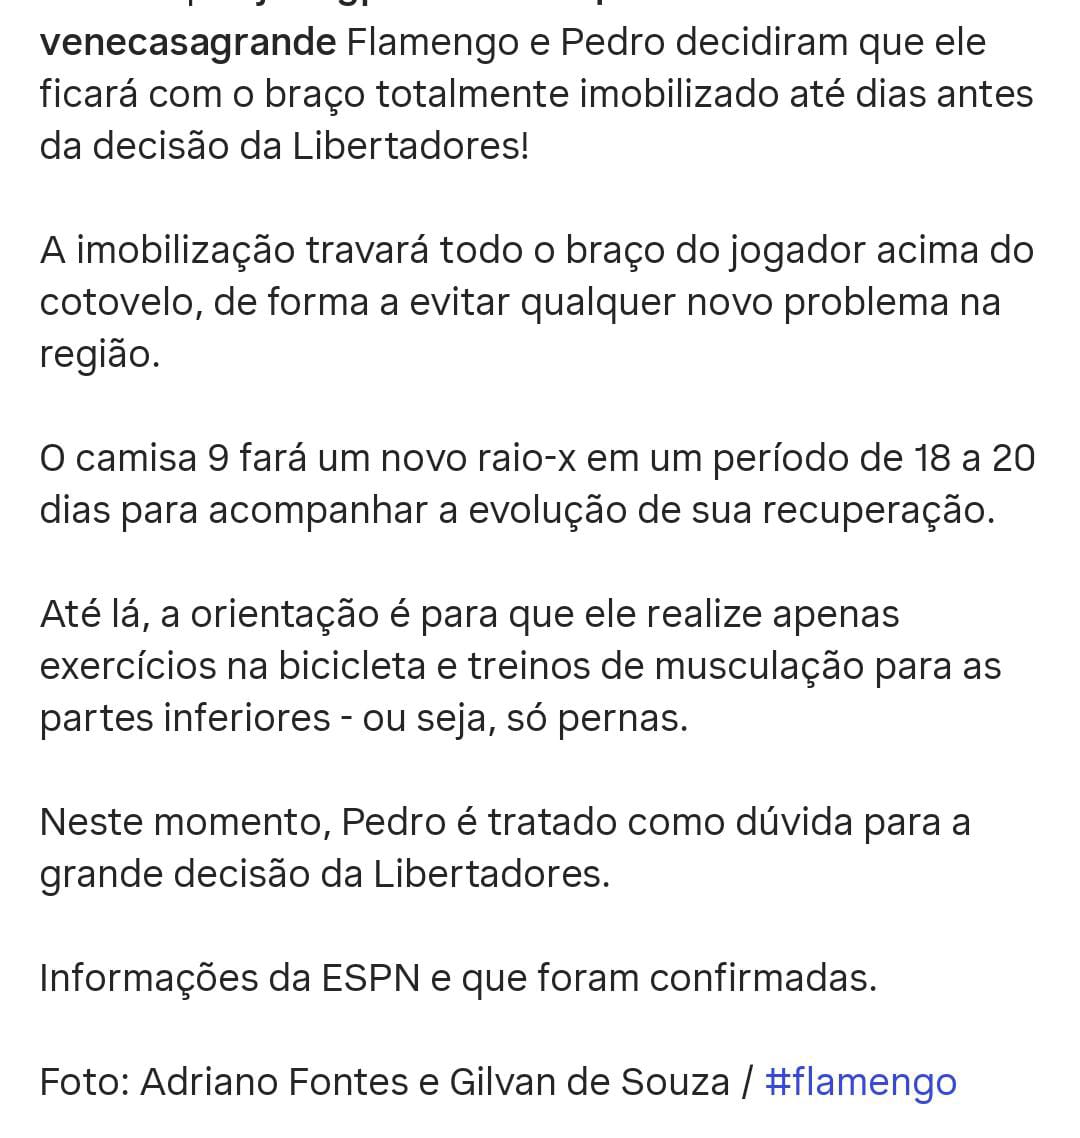 venecasagrande Flamengo e Pedro decidiram que ele
ficará com o braço totalmente imobilizado até dias antes
da decisão da Libertadores!
A imobilização travará todo o braço do jogador acima do
cotovelo, de forma a evitar qualquer novo problema na
região.
O camisa 9 fará um novo raio-x em um período de 18 a 20
dias para acompanhar a evolução de sua recuperação.
Até lá, a orientação é para que ele realize apenas
exercícios na bicicleta e treinos de musculação para as
partes inferiores - ou seja, só pernas.
Neste momento, Pedro é tratado como dúvida para a
grande decisão da Libertadores.
Informações da ESPN e que foram confirmadas.
Foto: Adriano Fontes e Gilvan de Souza / #flamengo